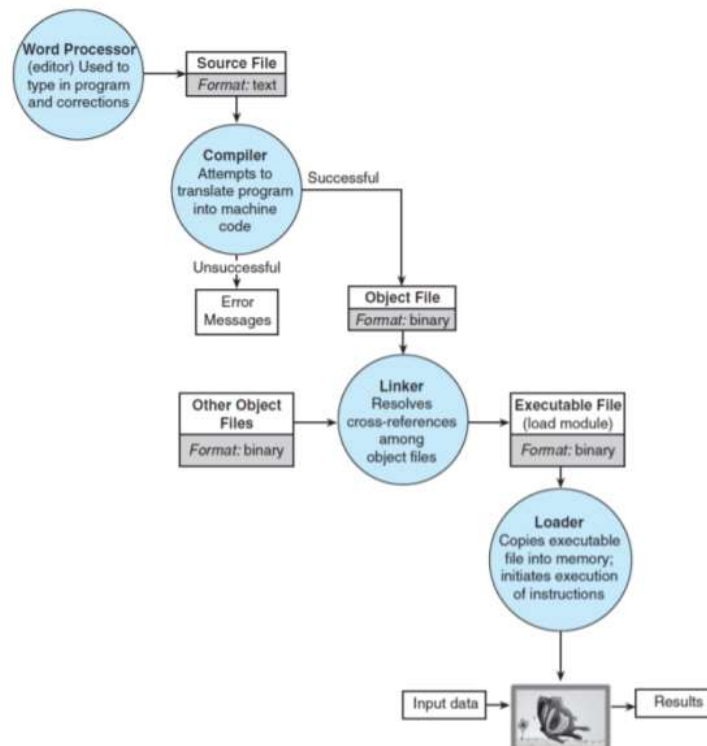 Word Processor
(editor) Used to
type in program
and corrections
Source File
Format: text
Compiler
Attempts to
translate program
into machine
code
Successful
Unsuccessful
Error
Messages
Object File
Format: binary
Other Object
Files
Format: binary
Linker
Resolves
cross-references
among
object files
Executable File
(load module)
Format: binary
Loader
Copies executable
file into memory;
initiates execution
of instructions
Input data
Results